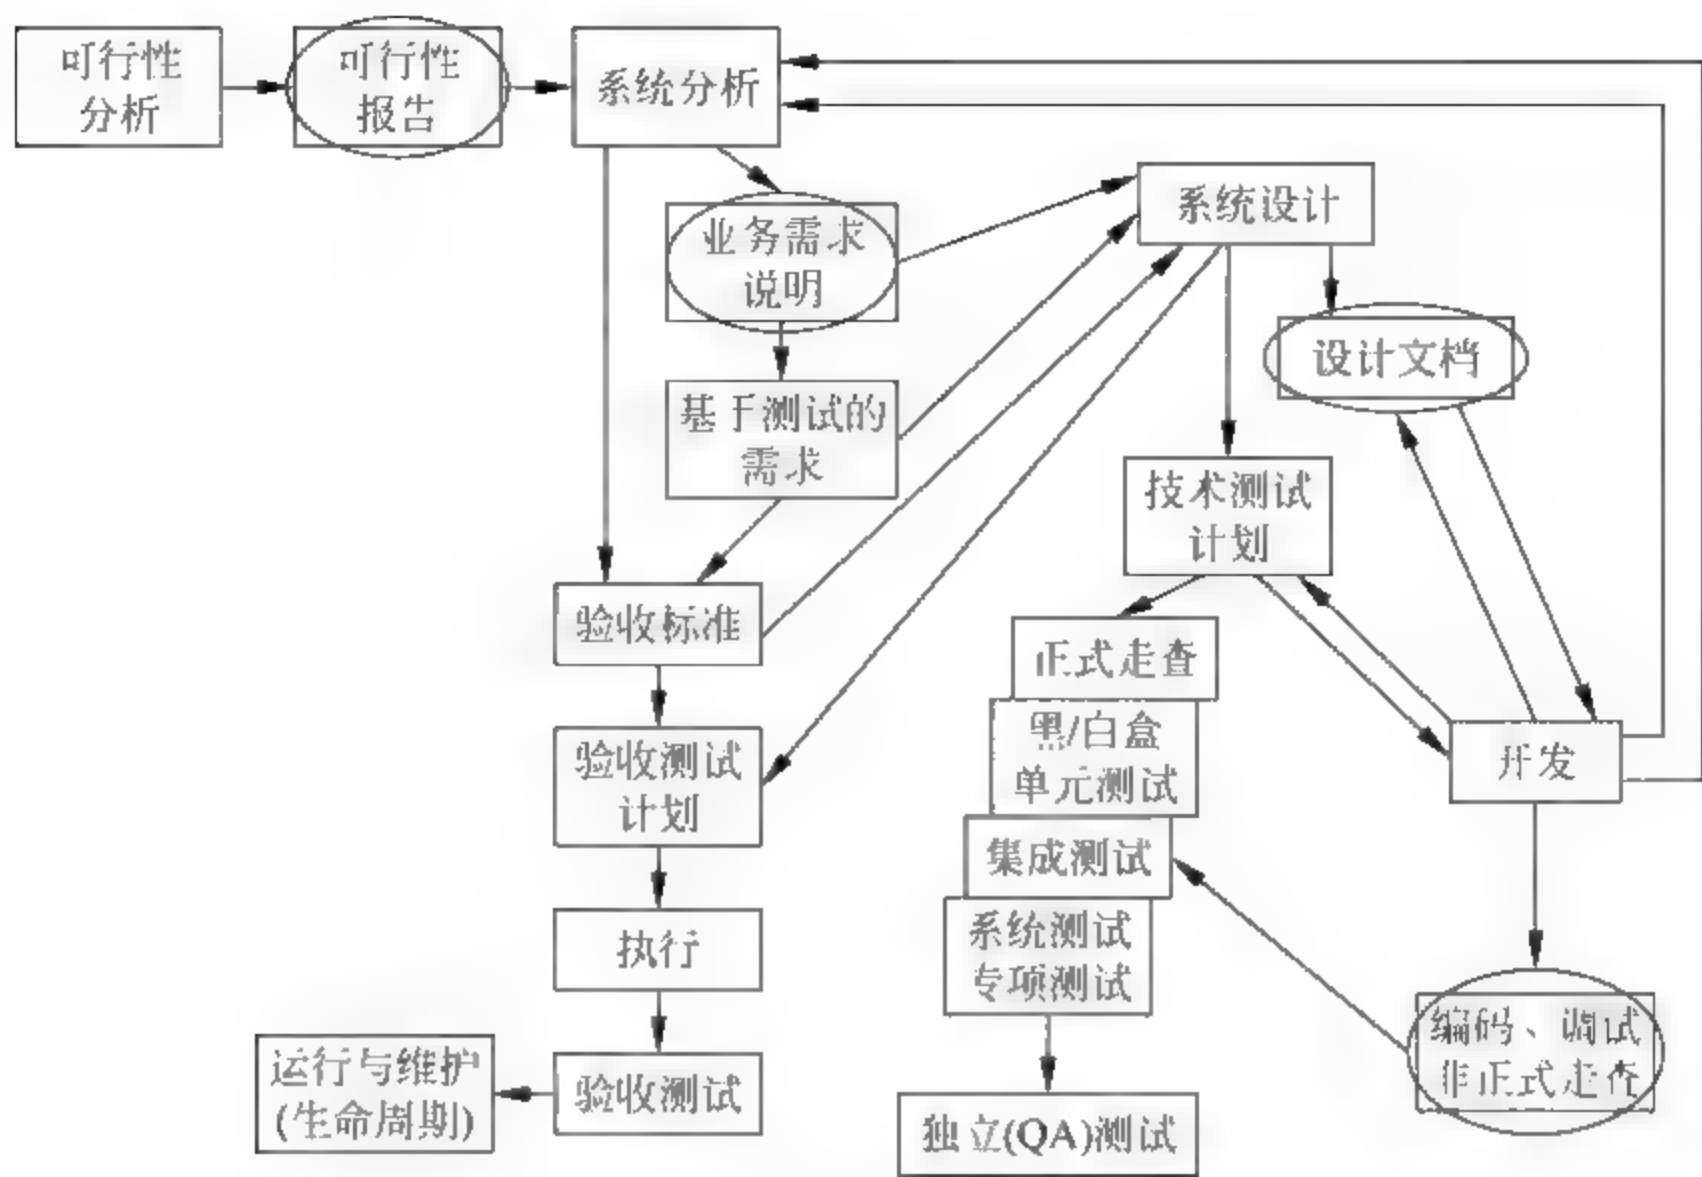 可行性
分析
可行性
报告
系统分析
系统设计
业务需求
说明
设计文档
基于测试的
需求
技术测试
计划
验收标准
正式走查
黑/白盒
单元测试
开发
验收测试
计划
集成测试
执行
系统测试
专项测试
编码、调试
非正式走查
运行与维护
(生命周期)
验收测试
独立(QA)测试